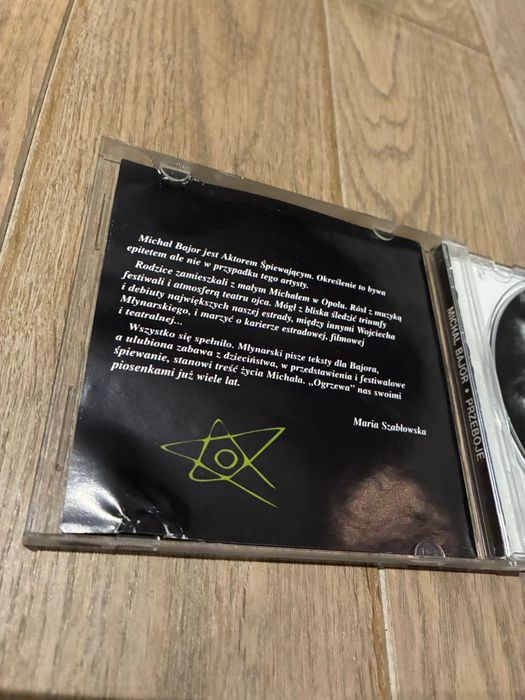 Michał Bajor jest Aktorem Śpiewającym. Określenie to bywa
epitetem ale nie w przypadku tego artysty.
Rodzice zamieszkali z małym Michałem w Opolu. Rósł z muzyką
festiwali i atmosferą teatru ojca. Mógł z bliska śledzić triumfy
i debiuty największych naszej estrady, między innymi Wojciecha
Młynarskiego, i marzyć o karierze estradowej, filmowej
i teatralnej...
Wszystko się spełniło. Młynarski pisze teksty dla Bajora,
a ulubiona zabawa z dzieciństwa, w przedstawienia i festiwalowe
śpiewanie, stanowi treść życia Michała. „Ogrzewa" nas swoimi
piosenkami już wiele lat.
Maria Szabłowska
MICHAŁ BAJOR • PRZEBOJE